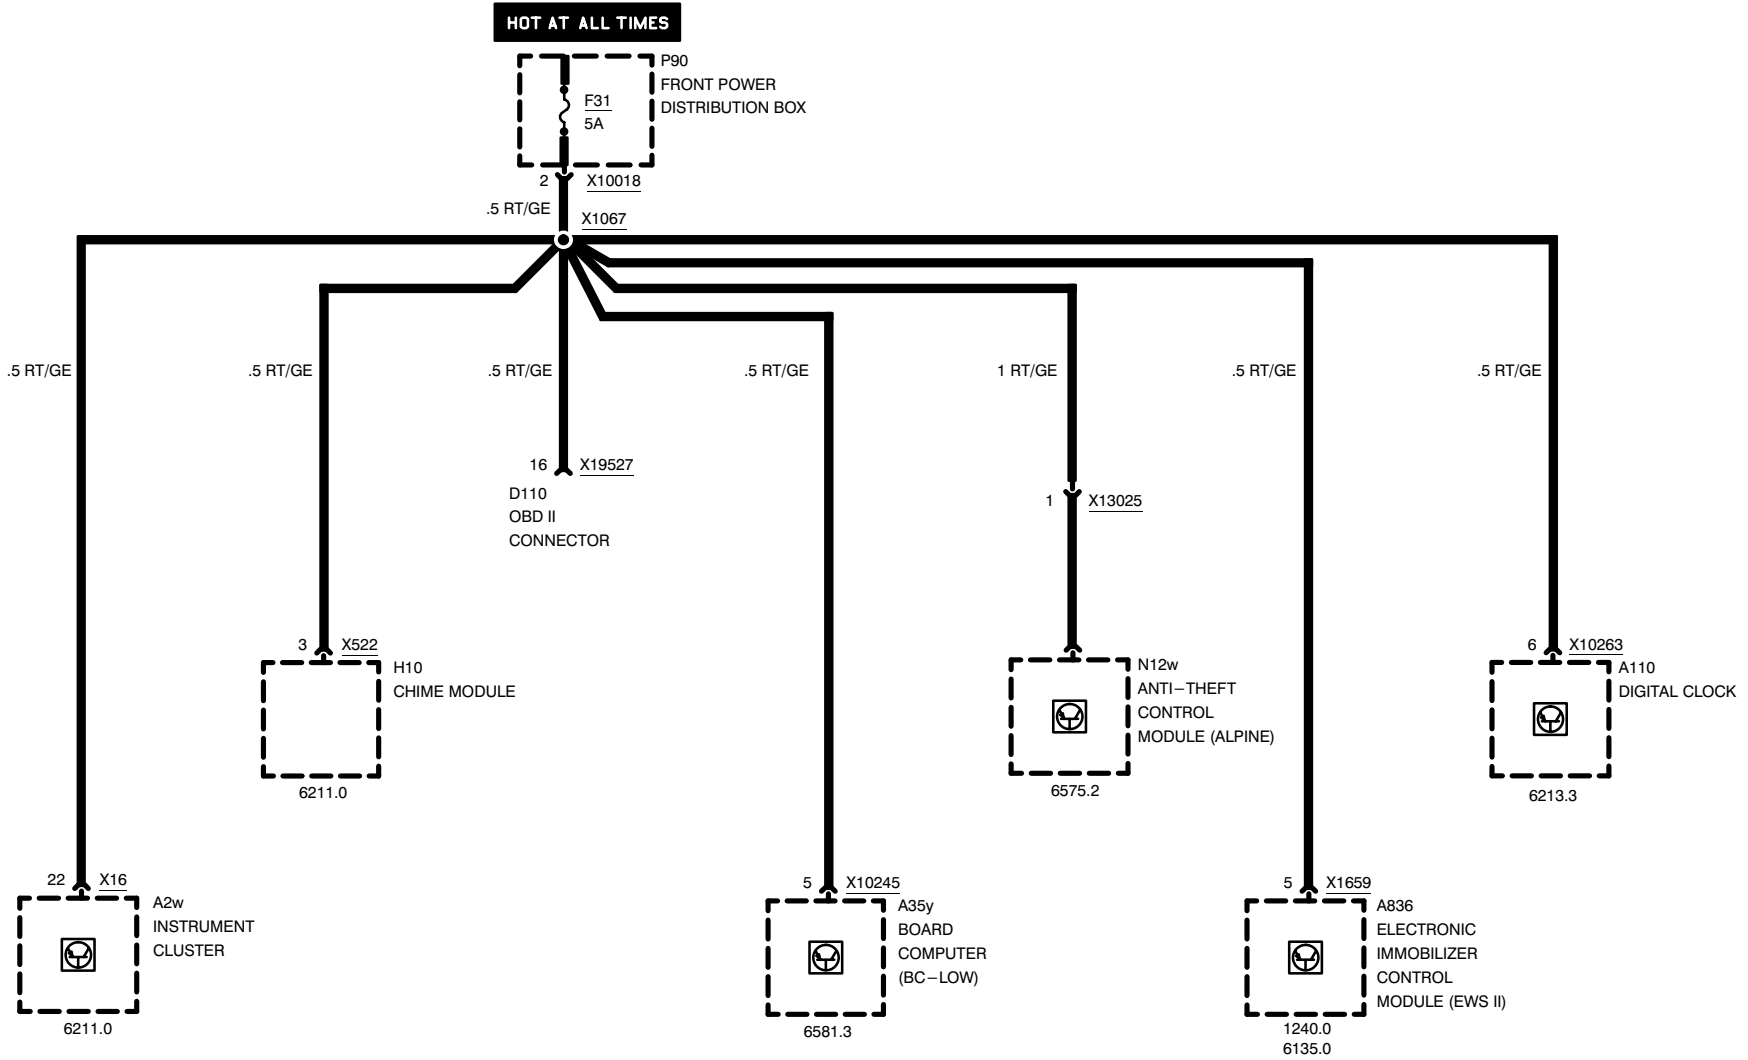 HOT AT ALL TIMES
P90
FRONT POWER
DISTRIBUTION BOX
F31
5A
2 X10018
.5 RT/GE
X1067
.5 RT/GE
.5 RT/GE
.5 RT/GE
.5 RT/GE
1 RT/GE
.5 RT/GE
.5 RT/GE
16 X19527
D110
OBD II
CONNECTOR
1 X13025
3 X522
H10
CHIME MODULE
6211.0
N12w
ANTI–THEFT
CONTROL
MODULE (ALPINE)
6575.2
6 X10263
A110
DIGITAL CLOCK
6213.3
22 X16
A2w
INSTRUMENT
CLUSTER
6211.0
5 X10245
A35y
BOARD
COMPUTER
(BC–LOW)
6581.3
5 X1659
A836
ELECTRONIC
IMMOBILIZER
CONTROL
MODULE (EWS II)
1240.0
6135.0